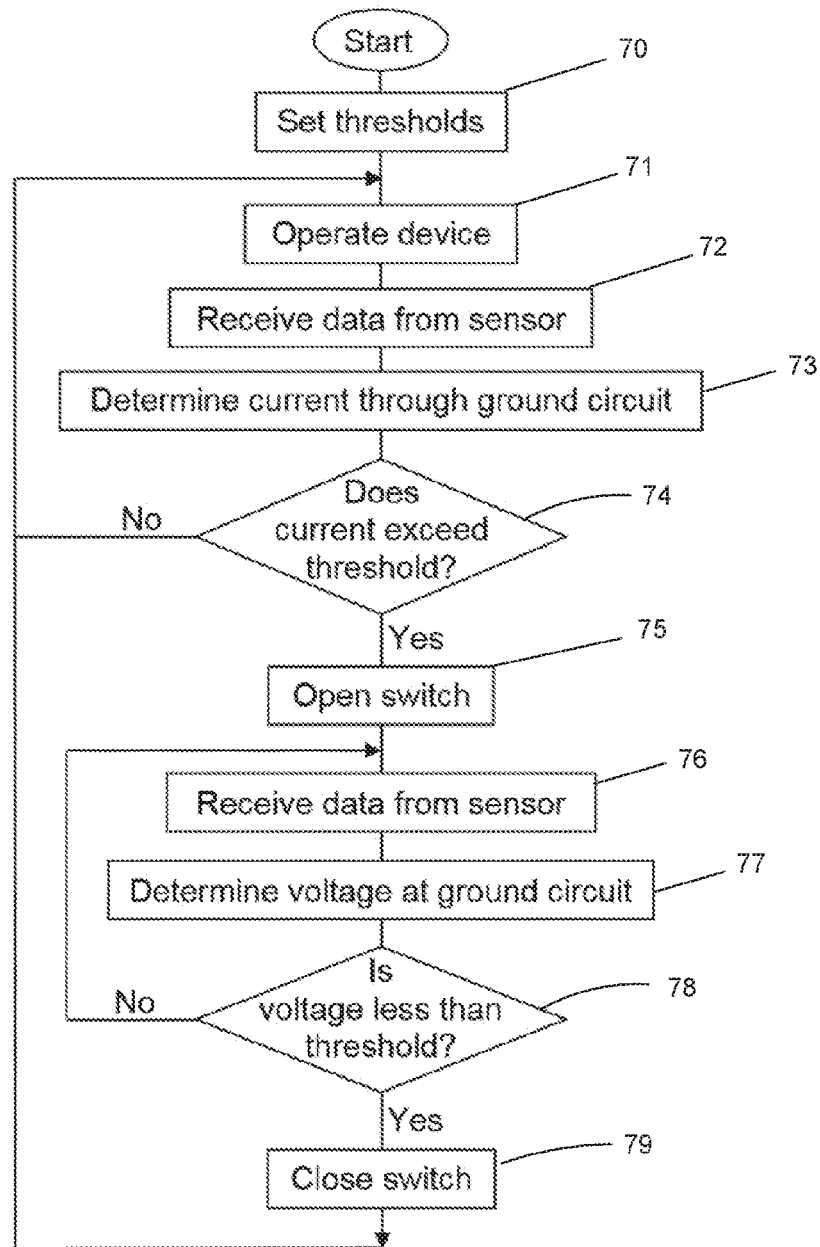 Start
70
Set thresholds
71
Operate device
72
Receive data from sensor
73
Determine current through ground circuit
74
Does
current exceed
threshold?
No
Yes
75
Open switch
76
Receive data from sensor
77
Determine voltage at ground circuit
78
Is
voltage less than
threshold?
No
Yes
79
Close switch